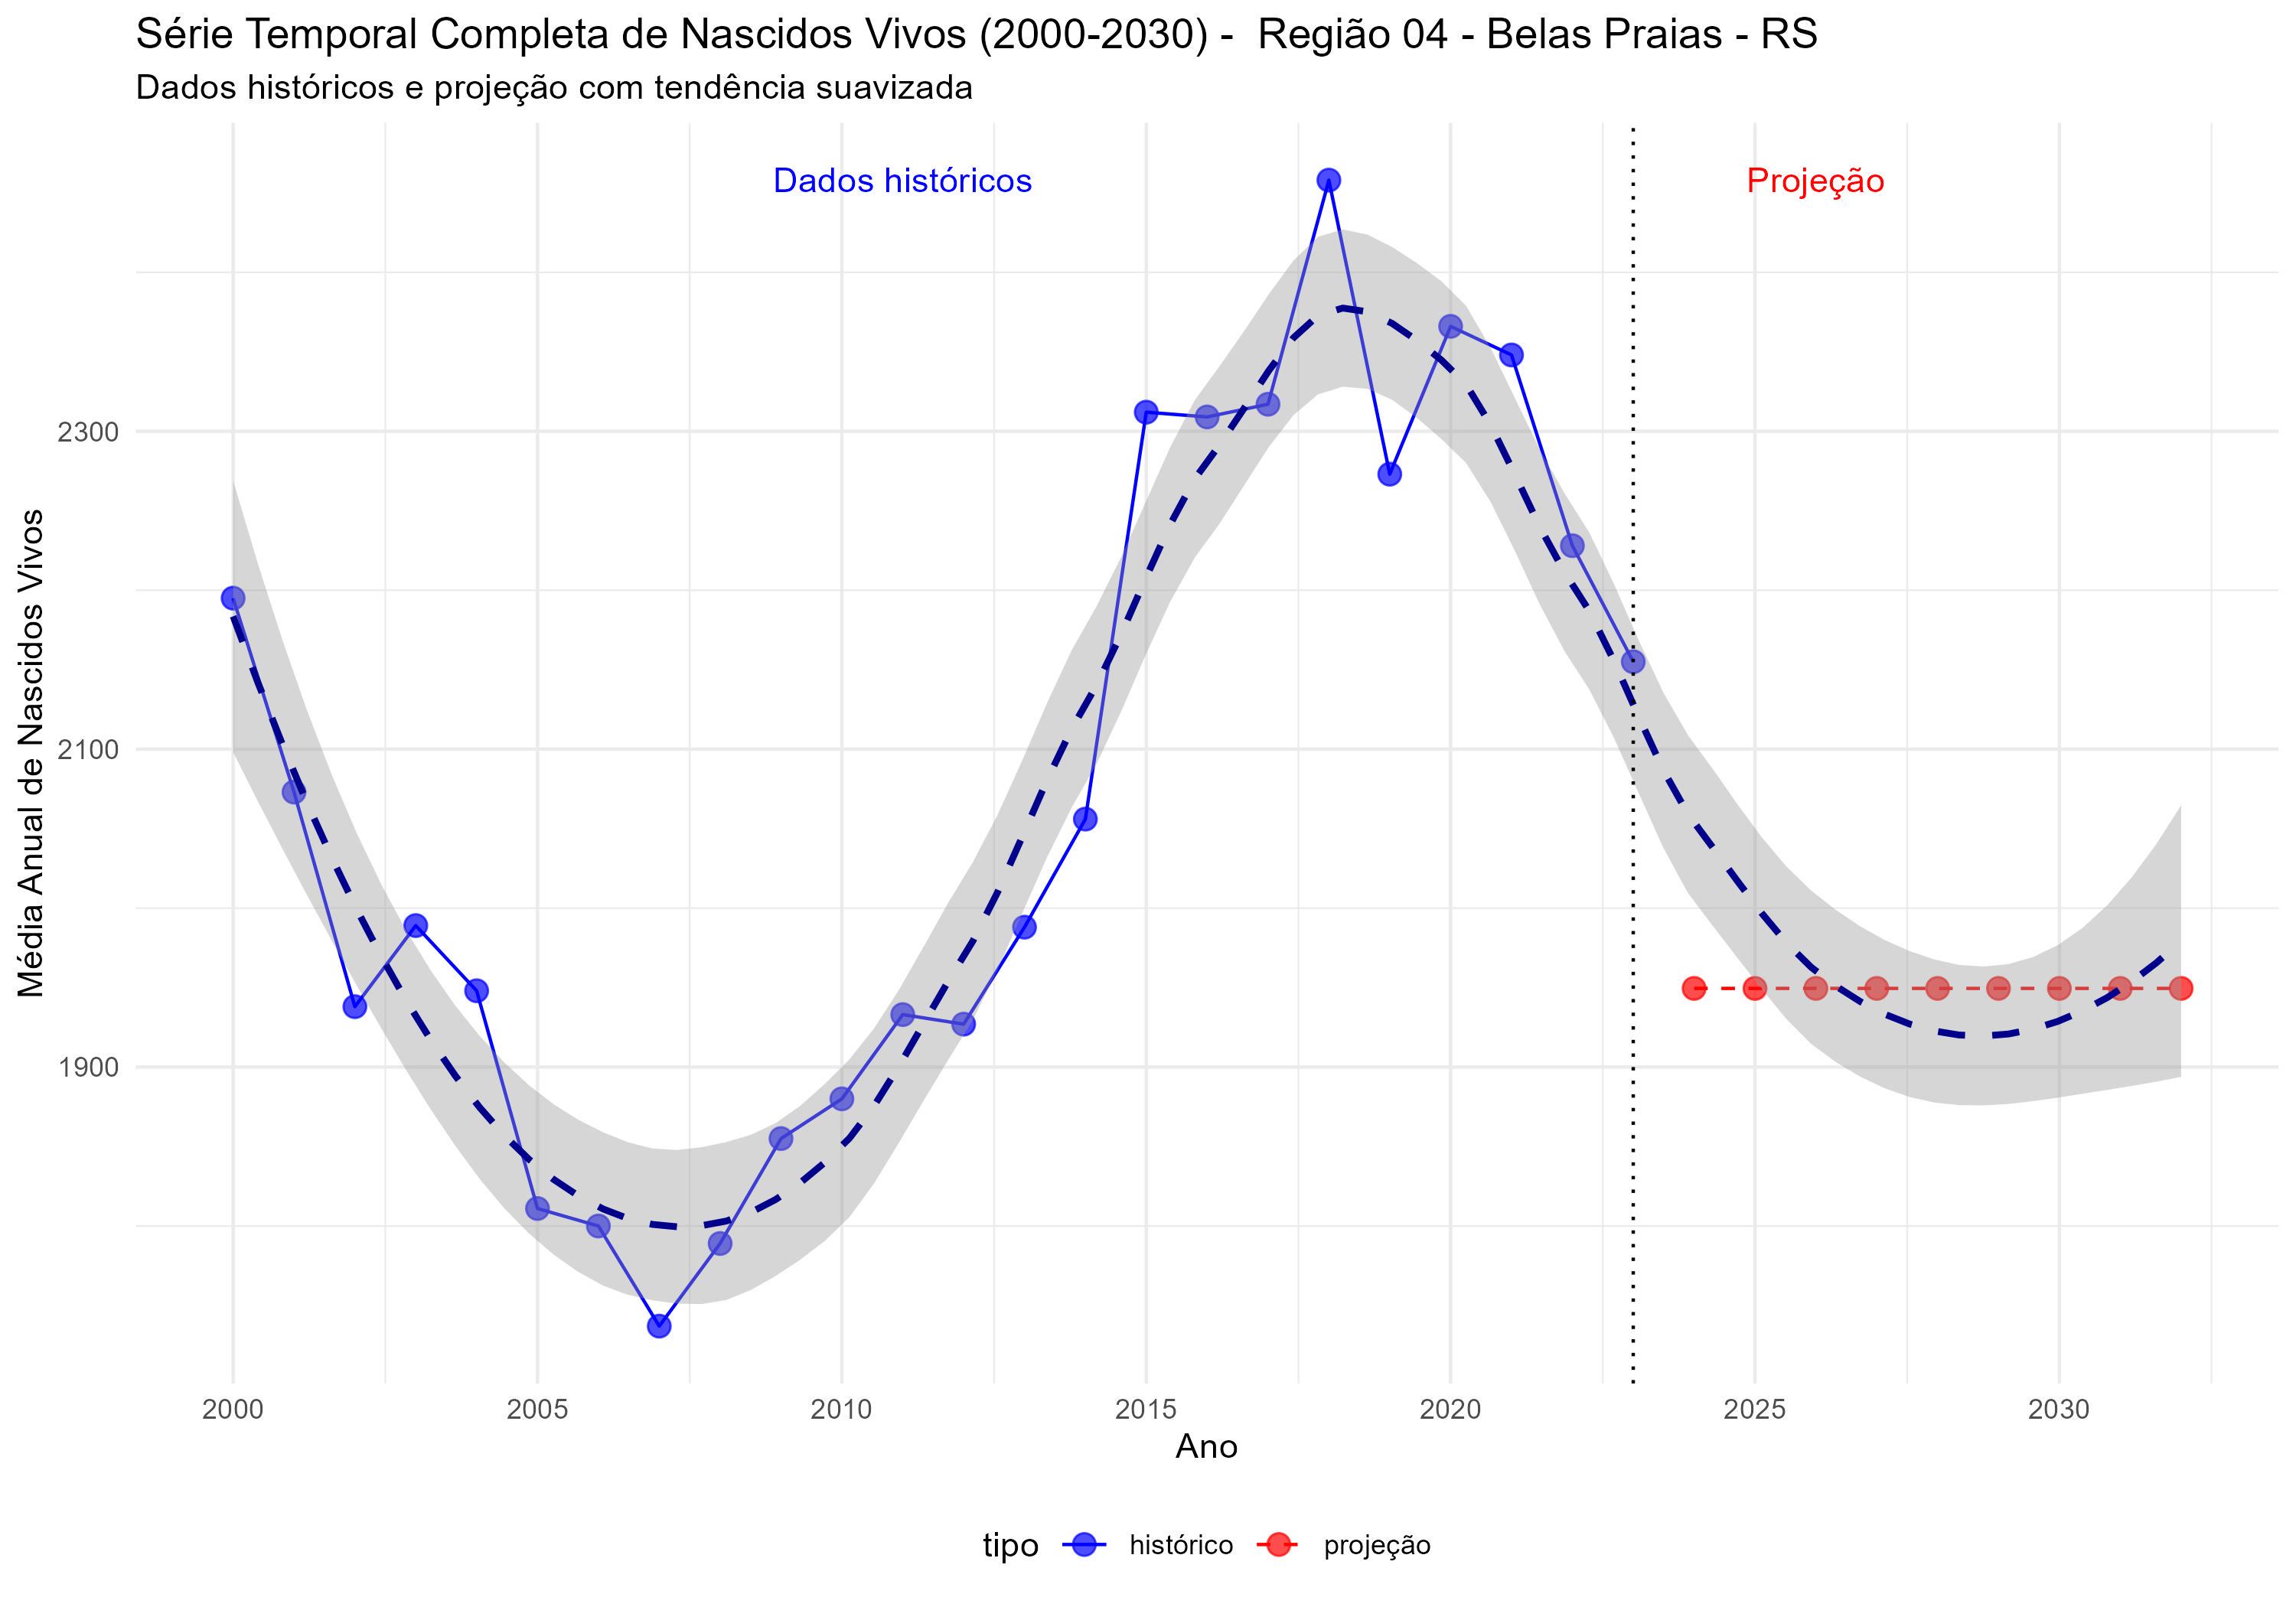 Série Temporal Completa de Nascidos Vivos (2000-2030) -  Região 04 - Belas Praias - RS
Dados históricos e projeção com tendência suavizada
Dados históricos
Projeção
Média Anual de Nascidos Vivos
2300
2100
1900
2000
2005
2010
2015
2020
2025
2030
Ano
tipo
histórico
projeção